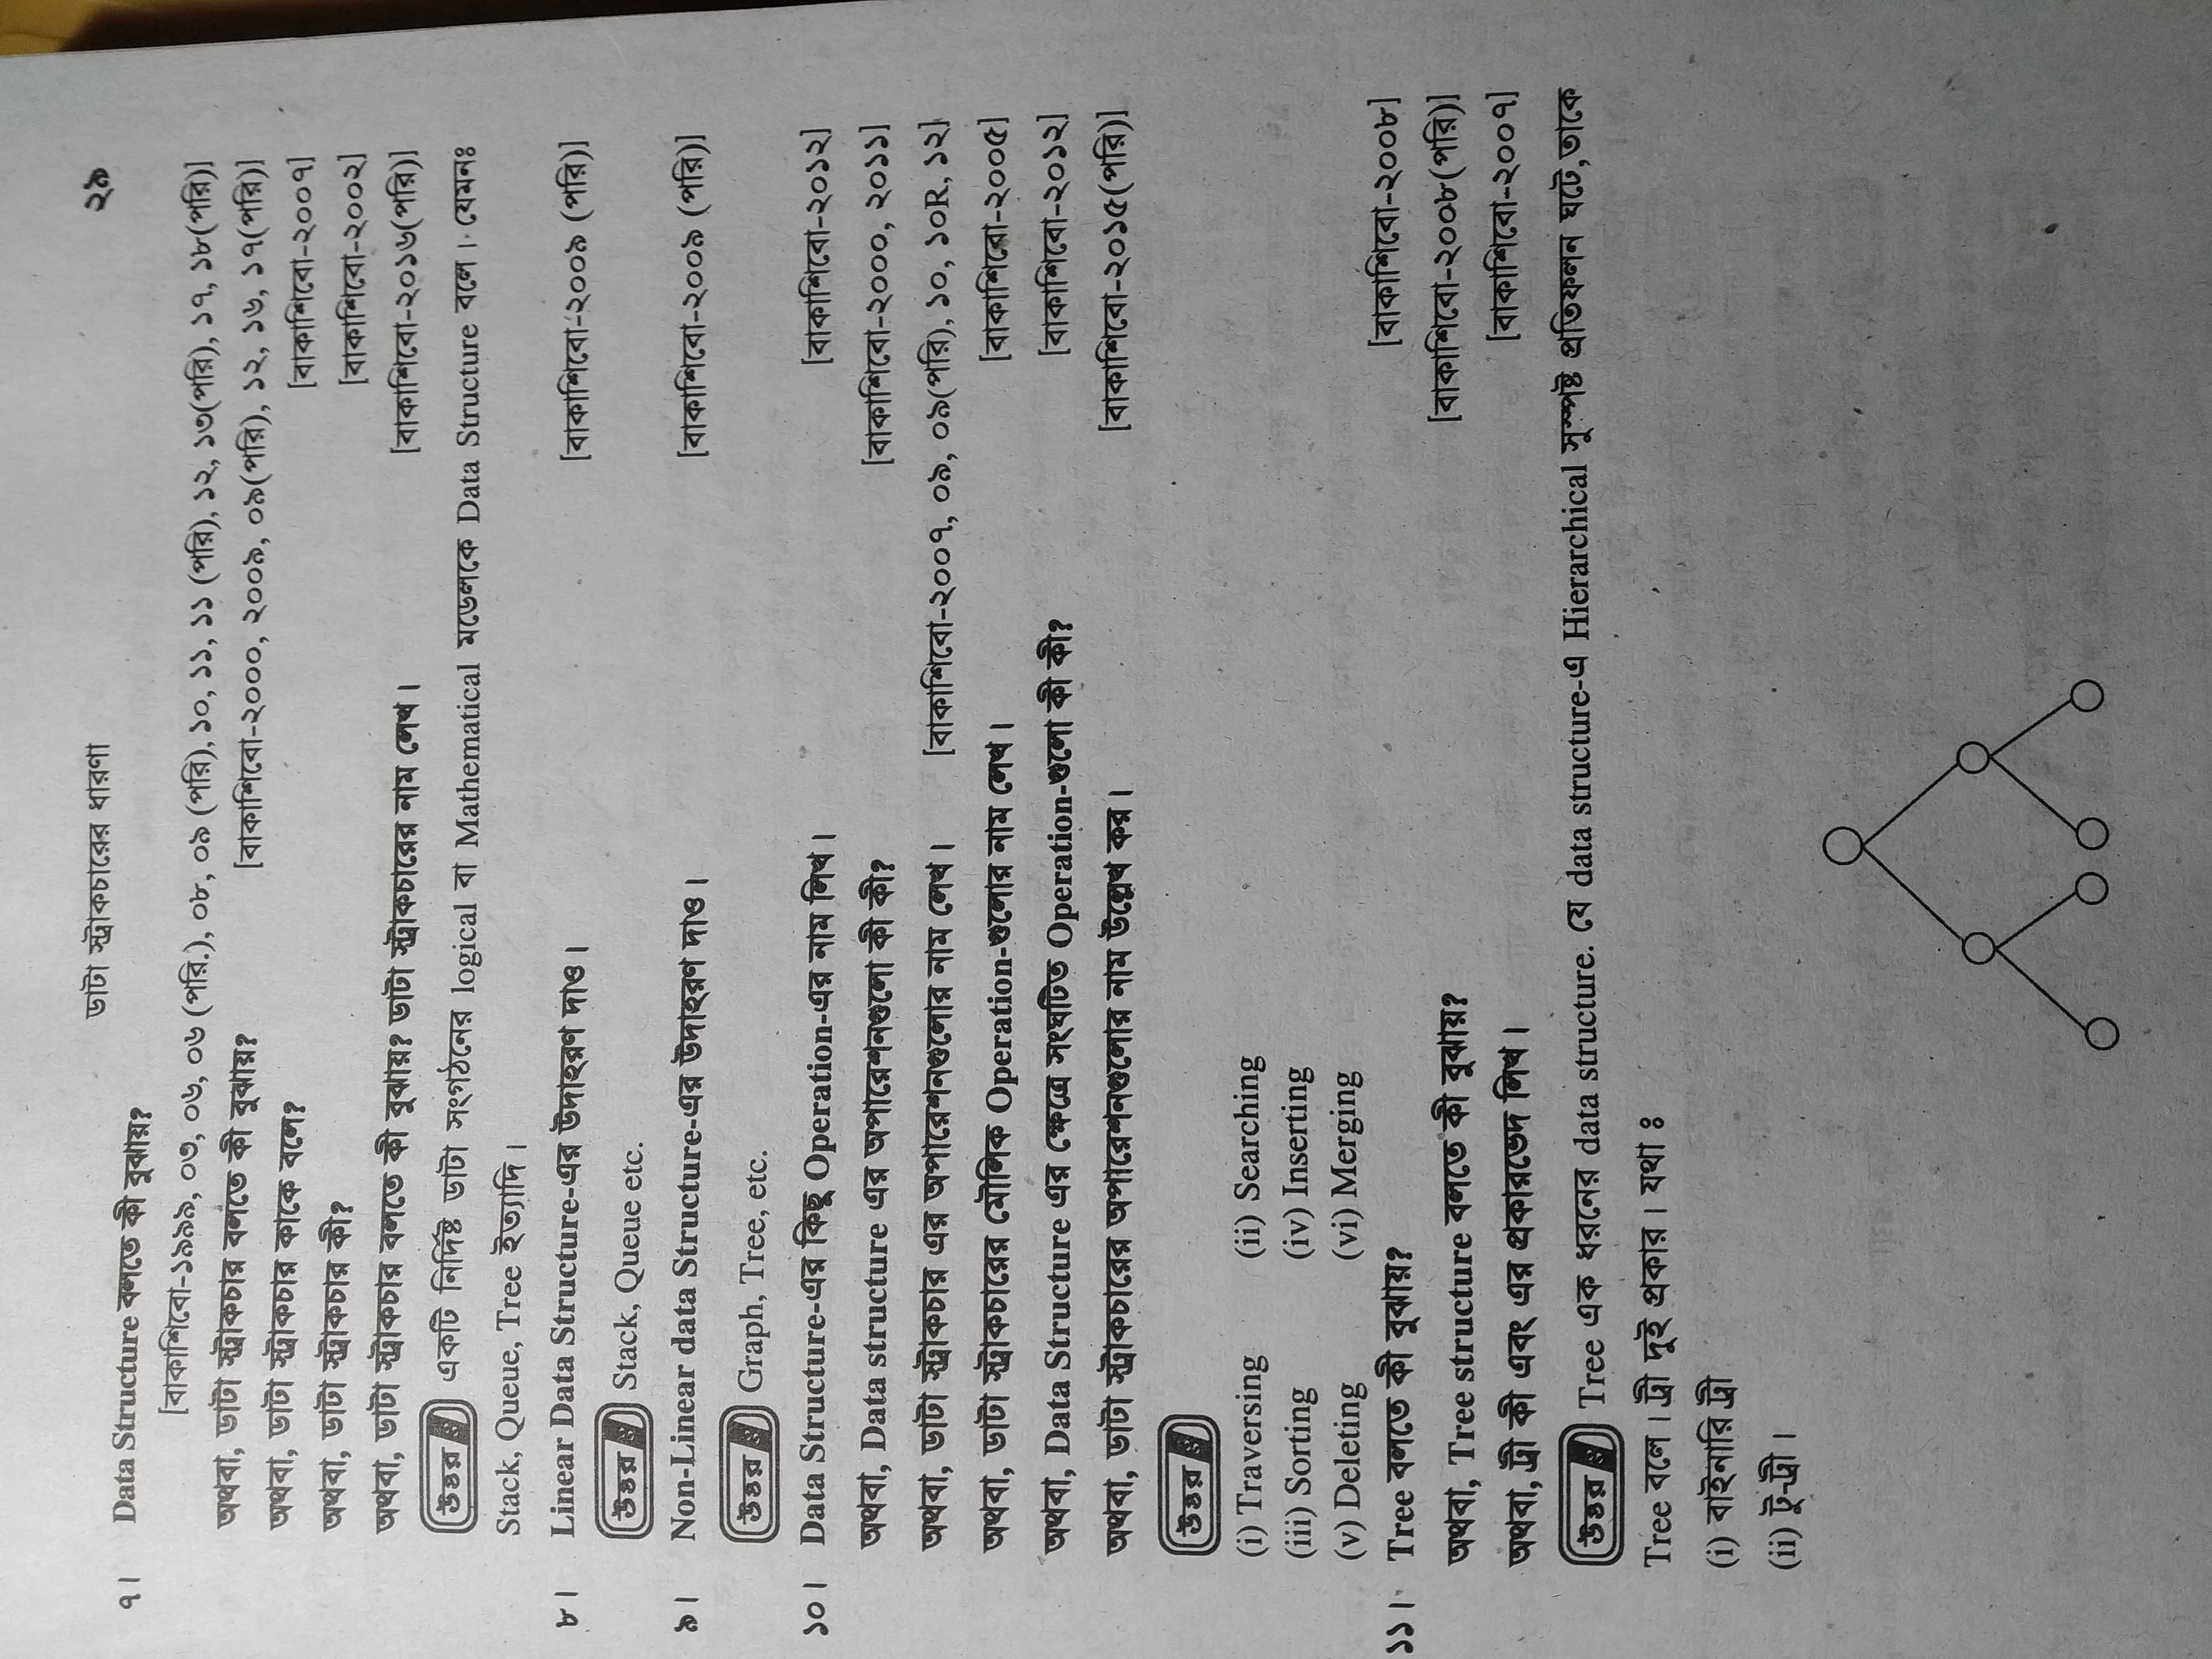 ডাটা স্ট্রাকচারের ধারণা ২৯
৭। Data Structure বলতে কী বুঝায়?
[বাকাশিবো-১৯৯৯, ০৩, ০৬, ০৬ (পরি.), ০৮, ০৯ (পরি), ১০, ১১, ১১ (পরি), ১২, ১৩(পরি), ১৭, ১৮(পরি)]
অথবা, ডাটা স্ট্রাকচার বলতে কী বুঝায়? [বাকাশিবো-২০০০, ২০০৯, ০৯(পরি), ১২, ১৬, ১৭(পরি)]
অথবা, ডাটা স্ট্রাকচার কাকে বলে? [বাকাশিবো-২০০৭]
অথবা, ডাটা স্ট্রাকচার কী? [বাকাশিবো-২০০২]
অথবা, ডাটা স্ট্রাকচার বলতে কী বুঝায়? ডাটা স্ট্রাকচারের নাম লেখ। [বাকাশিবো-২০১৬(পরি)]
উত্তর ঃ একটি নির্দিষ্ট ডাটা সংগঠনের logical বা Mathematical মডেলকে Data Structure বলে। যেমনঃ
Stack, Queue, Tree ইত্যাদি।
৮। Linear Data Structure-এর উদাহরণ দাও। [বাকাশিবো-২০০৯ (পরি)]
উত্তর ঃ Stack, Queue etc.
৯। Non-Linear data Structure-এর উদাহরণ দাও। [বাকাশিবো-২০০৯ (পরি)]
উত্তর ঃ Graph, Tree, etc.
১০। Data Structure-এর কিছু Operation-এর নাম লিখ। [বাকাশিবো-২০১২]
অথবা, Data structure এর অপারেশনগুলো কী কী? [বাকাশিবো-২০০০, ২০১১]
অথবা, ডাটা স্ট্রাকচার এর অপারেশনগুলোর নাম লেখ। [বাকাশিবো-২০০৭, ০৯, ০৯(পরি), ১০, ১০R, ১২]
অথবা, ডাটা স্ট্রাকচারের মৌলিক Operation-গুলোর নাম লেখ। [বাকাশিবো-২০০৫]
অথবা, Data Structure এর ক্ষেত্রে সংঘটিত Operation-গুলো কী কী? [বাকাশিবো-২০১২]
অথবা, ডাটা স্ট্রাকচারের অপারেশনগুলোর নাম উল্লেখ কর। [বাকাশিবো-২০১৫(পরি)]
উত্তর ঃ
(i) Traversing (ii) Searching
(iii) Sorting (iv) Inserting
(v) Deleting (vi) Merging
১১। Tree বলতে কী বুঝায়? [বাকাশিবো-২০০৮]
অথবা, Tree structure বলতে কী বুঝায়? [বাকাশিবো-২০০৮(পরি)]
অথবা, ট্রী কী এবং এর প্রকারভেদ লিখ। [বাকাশিবো-২০০৭]
উত্তর ঃ Tree এক ধরনের data structure. যে data structure-এ Hierarchical সুস্পষ্ট প্রতিফলন ঘটে,তাকে
Tree বলে। ট্রী দুই প্রকার। যথা ঃ
(i) বাইনারি ট্রী
(ii) টু-ট্রী।